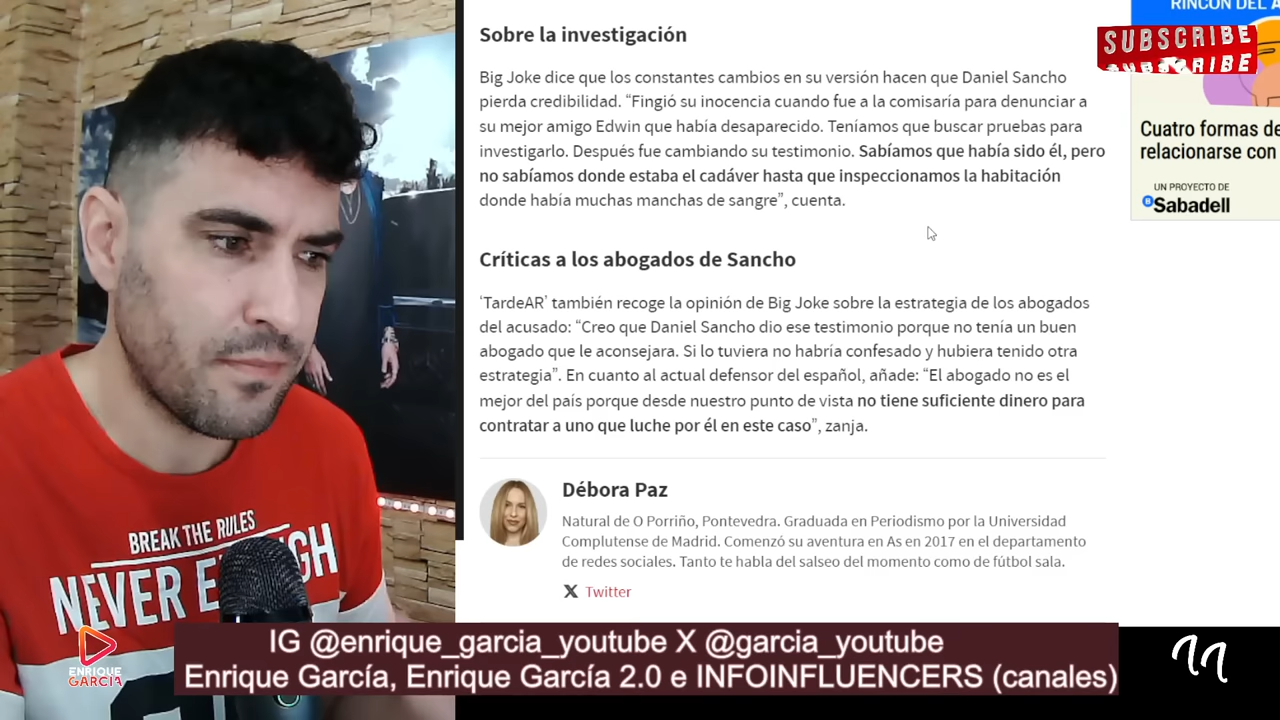 Sobre la investigación
Big Joke dice que los constantes cambios en su versión hacen que Daniel Sancho
pierda credibilidad. “Fingió su inocencia cuando fue a la comisaría para denunciar a
su mejor amigo Edwin que había desaparecido. Teníamos que buscar pruebas para
investigarlo. Después fue cambiando su testimonio. Sabíamos que había sido él, pero
no sabíamos donde estaba el cadáver hasta que inspeccionamos la habitación
donde había muchas manchas de sangre”, cuenta.
Críticas a los abogados de Sancho
‘TardeAR’ también recoge la opinión de Big Joke sobre la estrategia de los abogados
del acusado: “Creo que Daniel Sancho dio ese testimonio porque no tenía un buen
abogado que le aconsejara. Si lo tuviera no habría confesado y hubiera tenido otra
estrategia”. En cuanto al actual defensor del español, añade: “El abogado no es el
mejor del país porque desde nuestro punto de vista no tiene suficiente dinero para
contratar a uno que luche por él en este caso”, zanja.
Débora Paz
Natural de O Porriño, Pontevedra. Graduada en Periodismo por la Universidad
Complutense de Madrid. Comenzó su aventura en As en 2017 en el departamento
de redes sociales. Tanto te habla del salseo del momento como de fútbol sala.
X Twitter
RINCÓN DEL
SUBSCRIBE
SUBSCRIBE
Cuatro formas de
relacionarse con
UN PROYECTO DE
Sabadell
BREAK THE RULES
NEVER
ENRIQUE
GARCÍA
IG @enrique_garcia_youtube X @garcia_youtube
Enrique García, Enrique García 2.0 e INFOINFLUENCERS (canales)